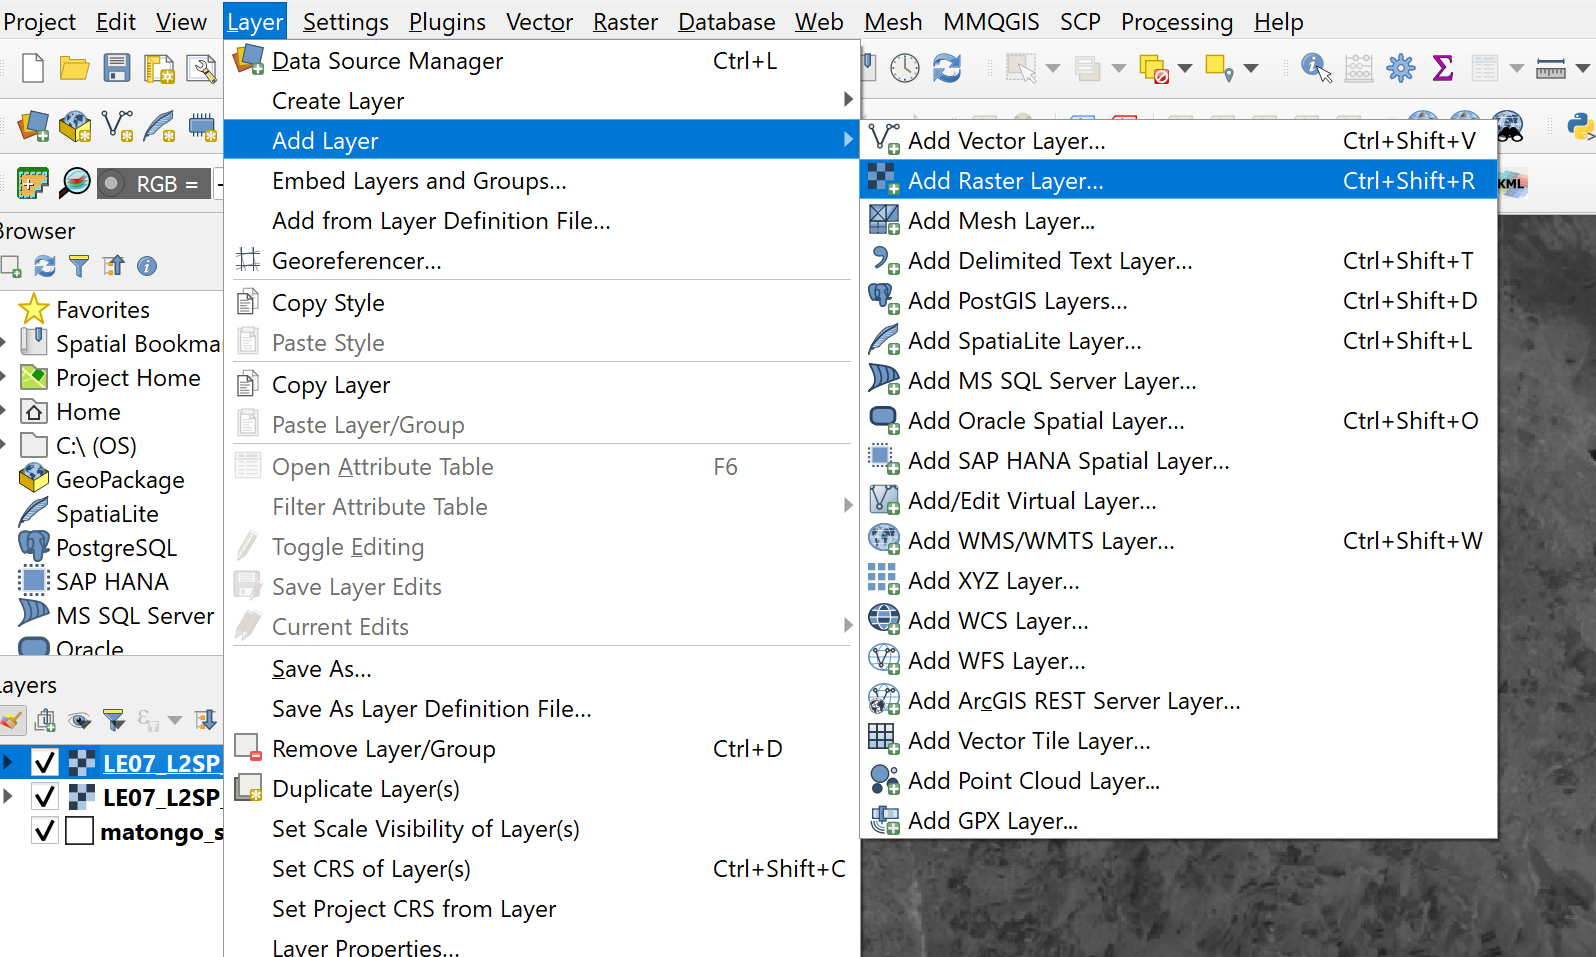 Project Edit View Layer Settings Plugins Vector Raster Database Web Mesh MMQGIS SCP Processing Help
Data Source Manager Ctrl+L
Create Layer
Add Layer
Embed Layers and Groups...
Add from Layer Definition File...
Georeferencer...
Copy Style
Paste Style
Copy Layer
Paste Layer/Group
Open Attribute Table F6
Filter Attribute Table
Toggle Editing
Save Layer Edits
Current Edits
Save As...
Save As Layer Definition File...
Remove Layer/Group Ctrl+D
Duplicate Layer(s)
Set Scale Visibility of Layer(s)
Set CRS of Layer(s) Ctrl+Shift+C
Set Project CRS from Layer
Layer Properties...
Add Vector Layer... Ctrl+Shift+V
Add Raster Layer... Ctrl+Shift+R
Add Mesh Layer...
Add Delimited Text Layer... Ctrl+Shift+T
Add PostGIS Layers... Ctrl+Shift+D
Add SpatiaLite Layer... Ctrl+Shift+L
Add MS SQL Server Layer...
Add Oracle Spatial Layer... Ctrl+Shift+O
Add SAP HANA Spatial Layer...
Add/Edit Virtual Layer...
Add WMS/WMTS Layer... Ctrl+Shift+W
Add XYZ Layer...
Add WCS Layer...
Add WFS Layer...
Add ArcGIS REST Server Layer...
Add Vector Tile Layer...
Add Point Cloud Layer...
Add GPX Layer...
RGB =
KML
Browser
Favorites
Spatial Bookma
Project Home
Home
C:\ (OS)
GeoPackage
SpatiaLite
PostgreSQL
SAP HANA
MS SQL Server
Oracle
Layers
LE07_L2SP_
LE07_L2SP_
matongo_s